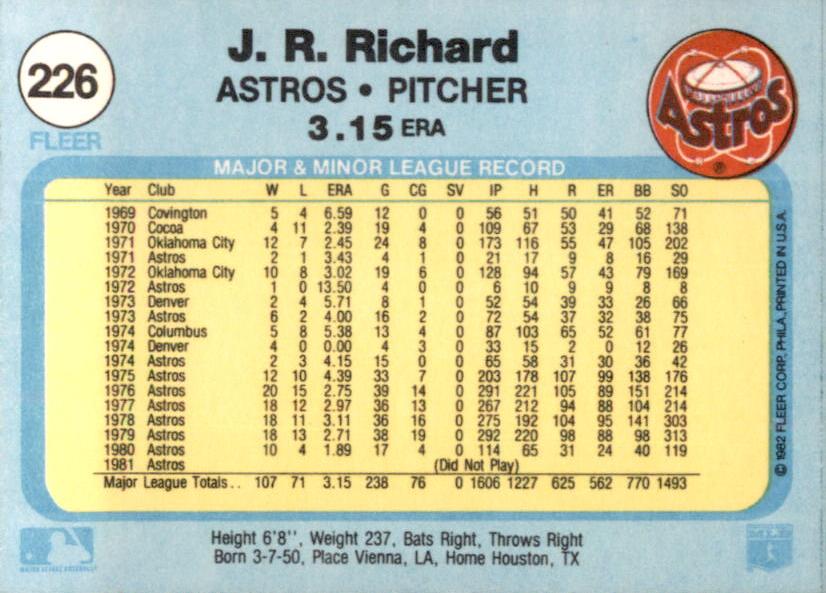 226
FLEER
J. R. Richard
ASTROS • PITCHER
3.15 ERA
Astros
®
MAJOR & MINOR LEAGUE RECORD
Year Club W L ERA G CG SV IP H R ER BB SO
1969 Covington 5 4 6.59 12 0 0 56 51 50 41 52 71
1970 Cocoa 4 11 2.39 19 4 0 109 67 53 29 68 138
1971 Oklahoma City 12 7 2.45 24 8 0 173 116 55 47 105 202
1971 Astros 2 1 3.43 4 1 0 21 17 9 8 16 29
1972 Oklahoma City 10 8 3.02 19 6 0 128 94 57 43 79 169
1972 Astros 1 0 13.50 4 0 0 6 10 9 9 8 8
1973 Denver 2 4 5.71 8 1 0 52 54 39 33 26 66
1973 Astros 6 2 4.00 16 2 0 72 54 37 32 38 75
1974 Columbus 5 8 5.38 13 4 0 87 103 65 52 61 77
1974 Denver 4 0 0.00 4 3 0 33 15 2 0 12 26
1974 Astros 2 3 4.15 15 0 0 65 58 31 30 36 42
1975 Astros 12 10 4.39 33 7 0 203 178 107 99 138 176
1976 Astros 20 15 2.75 39 14 0 291 221 105 89 151 214
1977 Astros 18 12 2.97 36 13 0 267 212 94 88 104 214
1978 Astros 18 11 3.11 36 16 0 275 192 104 95 141 303
1979 Astros 18 13 2.71 38 19 0 292 220 98 88 98 313
1980 Astros 10 4 1.89 17 4 0 114 65 31 24 40 119
1981 Astros (Did Not Play)
Major League Totals . . 107 71 3.15 238 76 0 1606 1227 625 562 770 1493
© 1982 FLEER CORP. PHILA. PRINTED IN U.S.A.
Height 6'8'', Weight 237, Bats Right, Throws Right
Born 3-7-50, Place Vienna, LA, Home Houston, TX
MAJOR LEAGUE BASEBALL
MLB